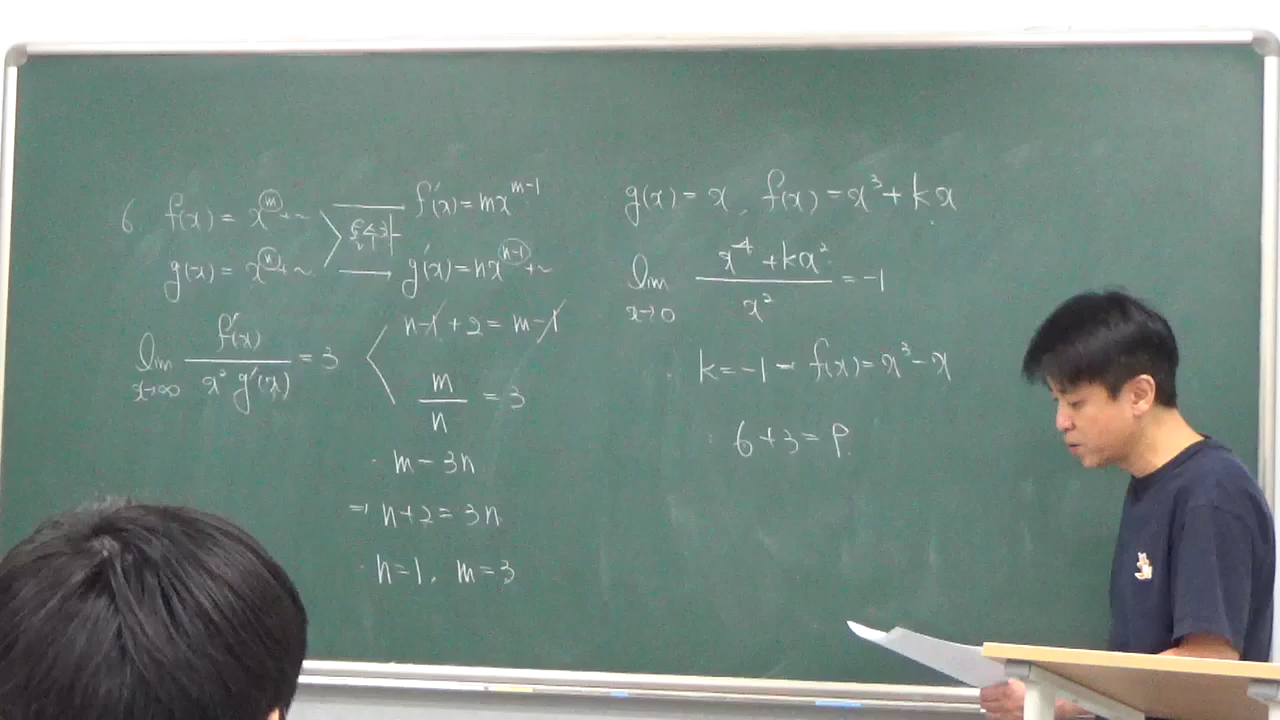 6 f(x) = x^m + ~ → f'(x) = mx^{m-1}
g(x) = x^n + ~ → g'(x) = nx^{n-1} + ~
n-1 + 2 = m-1
lim x→∞ f'(x) / x² g'(x) = 3
m / n = 3
m = 3n
⇒ n+2 = 3n
n=1, m=3
g(x) = x, f(x) = x³ + kx
lim x→0 x⁴ + kx² / x² = -1
k = -1 - f(x) = x³ - x
6 + 3 = 9